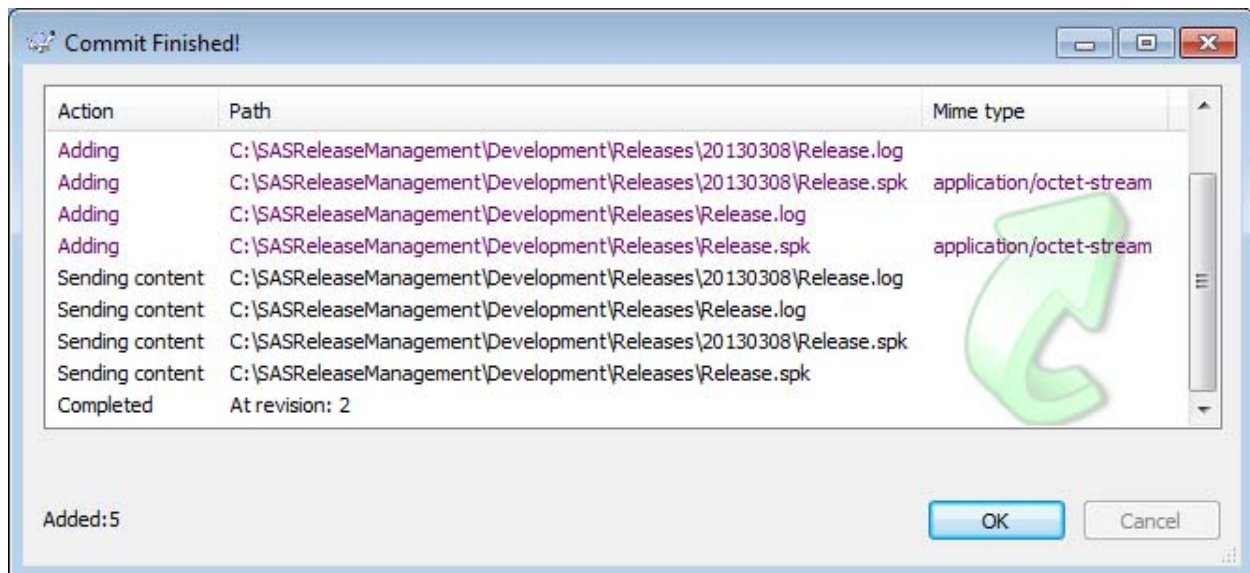 Commit Finished!
Action Path Mime type
Adding C:\SASReleaseManagement\Development\Releases\20130308\Release.log
Adding C:\SASReleaseManagement\Development\Releases\20130308\Release.spk application/octet-stream
Adding C:\SASReleaseManagement\Development\Releases\Release.log
Adding C:\SASReleaseManagement\Development\Releases\Release.spk application/octet-stream
Sending content C:\SASReleaseManagement\Development\Releases\20130308\Release.log
Sending content C:\SASReleaseManagement\Development\Releases\Release.log
Sending content C:\SASReleaseManagement\Development\Releases\20130308\Release.spk
Sending content C:\SASReleaseManagement\Development\Releases\Release.spk
Completed At revision: 2
Added:5 OK Cancel